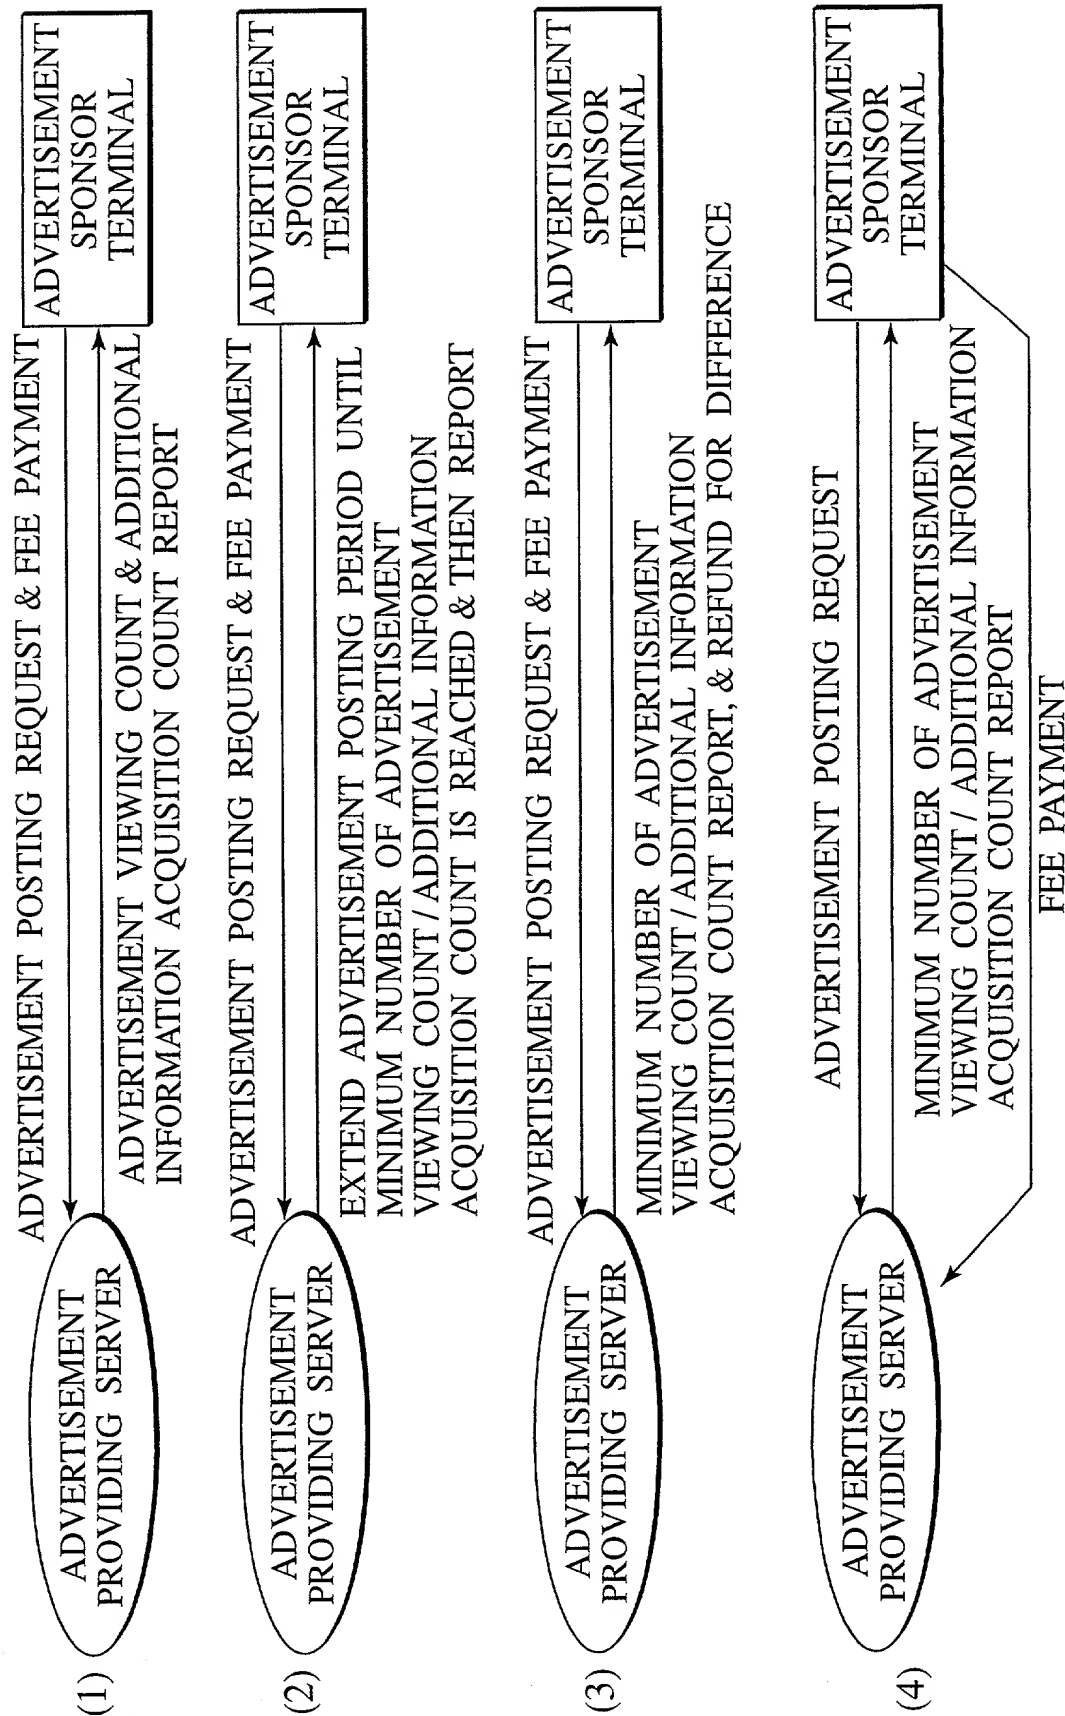 (1)
ADVERTISEMENT
PROVIDING SERVER
ADVERTISEMENT POSTING REQUEST & FEE PAYMENT
ADVERTISEMENT VIEWING COUNT & ADDITIONAL
INFORMATION ACQUISITION COUNT REPORT
ADVERTISEMENT
SPONSOR
TERMINAL
(2)
ADVERTISEMENT
PROVIDING SERVER
ADVERTISEMENT POSTING REQUEST & FEE PAYMENT
EXTEND ADVERTISEMENT POSTING PERIOD UNTIL
MINIMUM NUMBER OF ADVERTISEMENT
VIEWING COUNT / ADDITIONAL INFORMATION
ACQUISITION COUNT IS REACHED & THEN REPORT
ADVERTISEMENT
SPONSOR
TERMINAL
(3)
ADVERTISEMENT
PROVIDING SERVER
ADVERTISEMENT POSTING REQUEST & FEE PAYMENT
MINIMUM NUMBER OF ADVERTISEMENT
VIEWING COUNT / ADDITIONAL INFORMATION
ACQUISITION COUNT REPORT, & REFUND FOR DIFFERENCE
ADVERTISEMENT
SPONSOR
TERMINAL
(4)
ADVERTISEMENT
PROVIDING SERVER
ADVERTISEMENT POSTING REQUEST
MINIMUM NUMBER OF ADVERTISEMENT
VIEWING COUNT / ADDITIONAL INFORMATION
ACQUISITION COUNT REPORT
FEE PAYMENT
ADVERTISEMENT
SPONSOR
TERMINAL